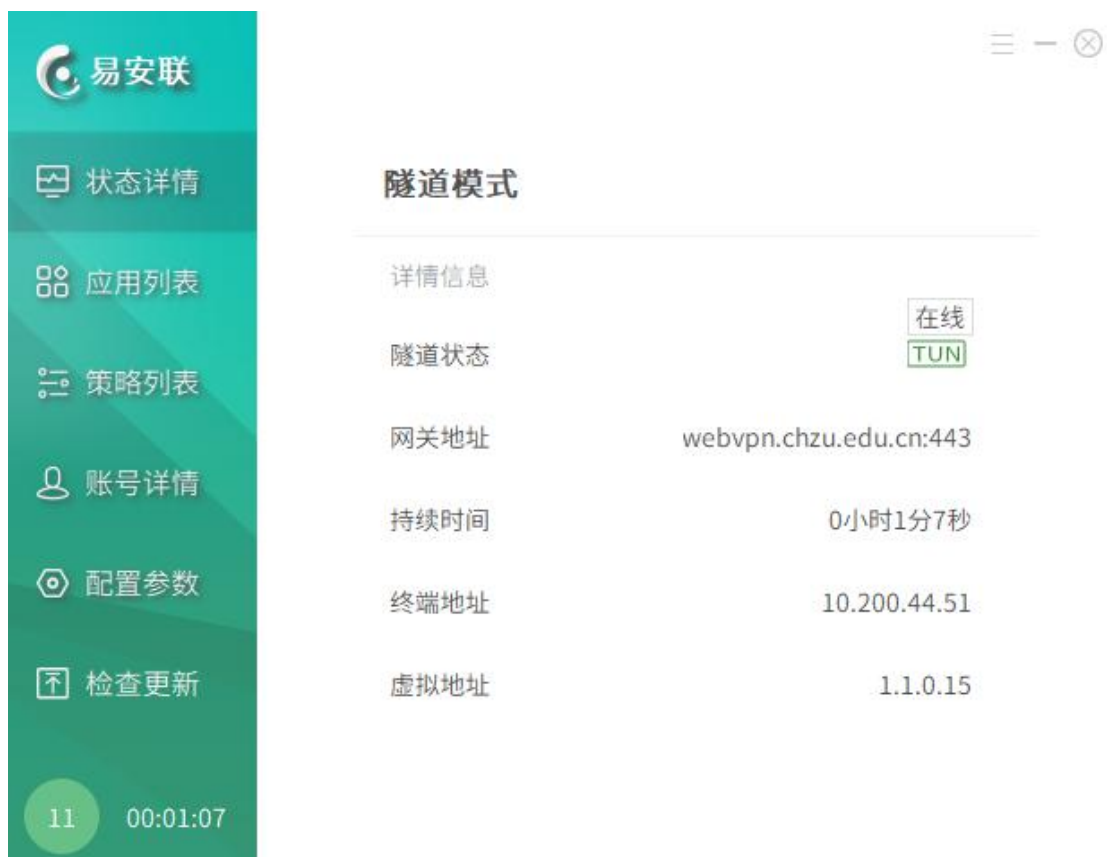 易安联
状态详情
应用列表
策略列表
账号详情
配置参数
检查更新
11 00:01:07
隧道模式
详情信息
在线
隧道状态 TUN
网关地址 webvpn.chzu.edu.cn:443
持续时间 0小时1分7秒
终端地址 10.200.44.51
虚拟地址 1.1.0.15